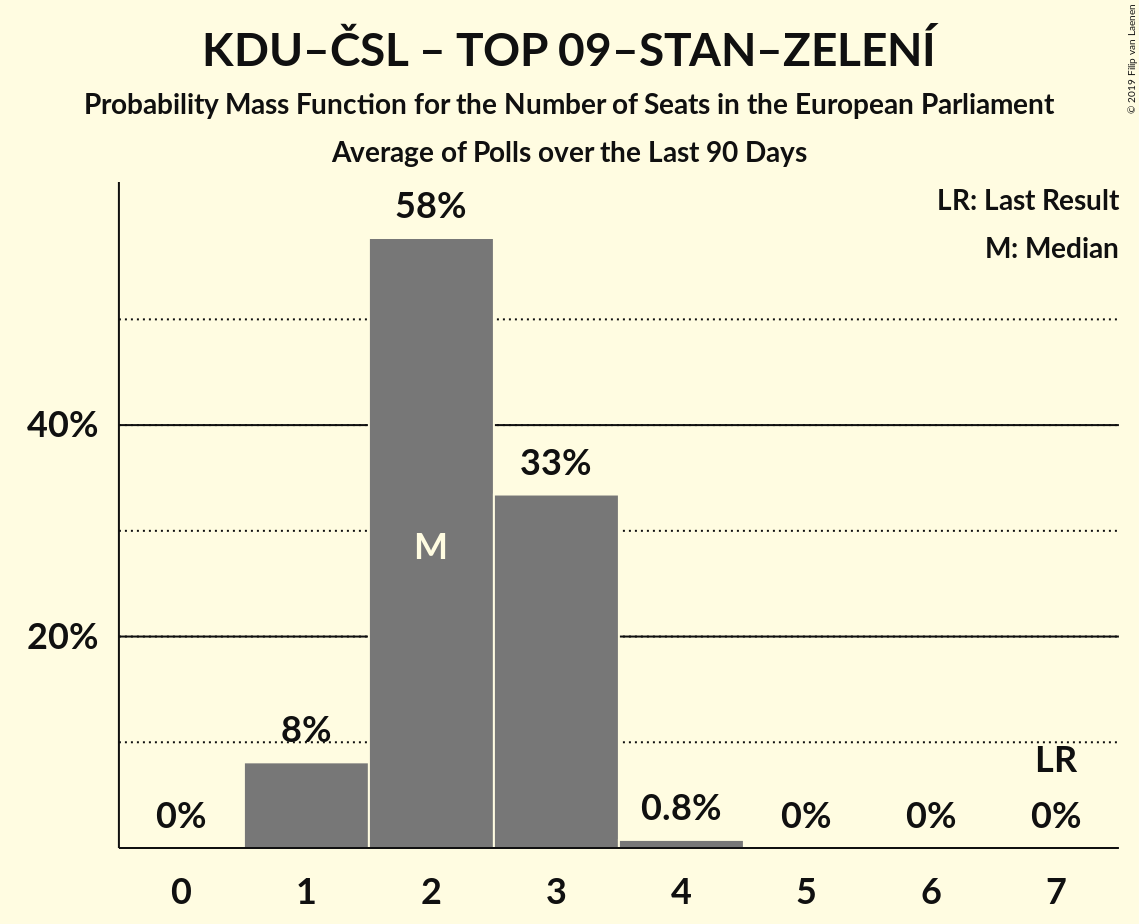 KDU–ČSL – TOP 09–STAN–ZELENÍ
Probability Mass Function for the Number of Seats in the European Parliament
Average of Polls over the Last 90 Days
© 2019 Filip van Laenen
LR: Last Result
M: Median
58%
40%
33%
M
20%
8%
LR
0%
0.8%
0%
0%
0%
0 1 2 3 4 5 6 7